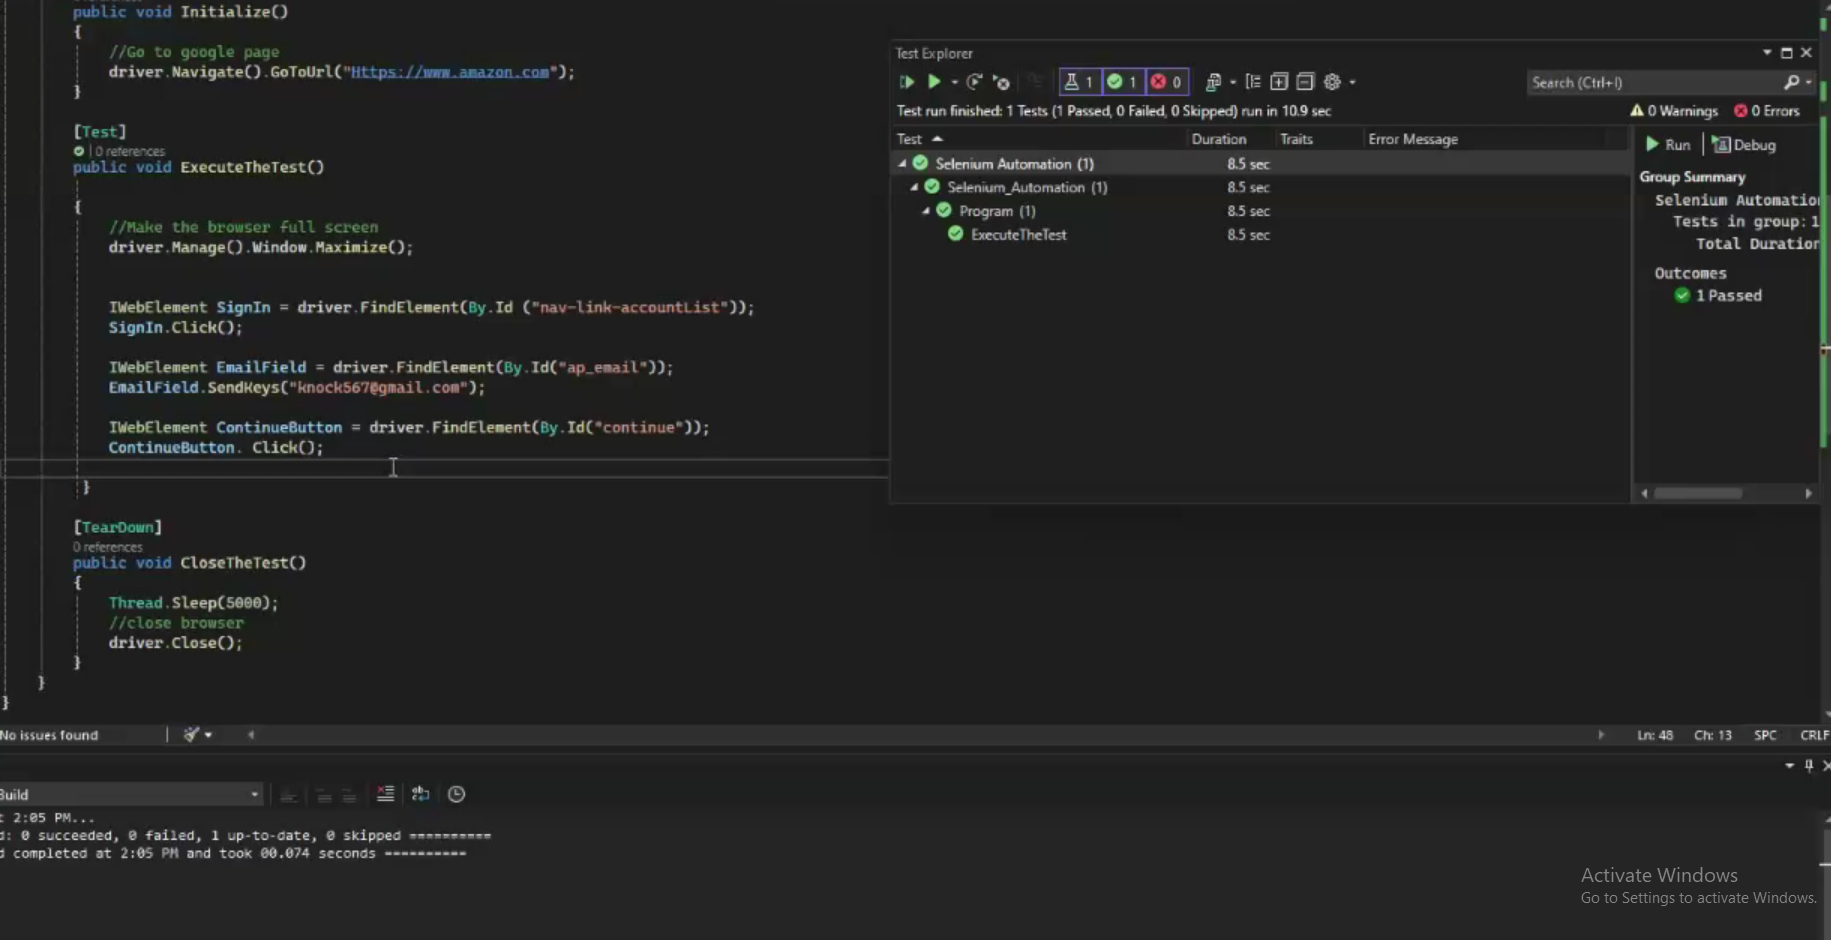 public void Initialize()
{
//Go to google page
driver.Navigate().GoToUrl("Https://www.amazon.com");
}
[Test]
| 0 references
public void ExecuteTheTest()
{
//Make the browser full screen
driver.Manage().Window.Maximize();
IWebElement SignIn = driver.FindElement(By.Id ("nav-link-accountList"));
SignIn.Click();
IWebElement EmailField = driver.FindElement(By.Id("ap_email"));
EmailField.SendKeys("knock567@gmail.com");
IWebElement ContinueButton = driver.FindElement(By.Id("continue"));
ContinueButton. Click();
}
[TearDown]
0 references
public void CloseTheTest()
{
Thread.Sleep(5000);
//close browser
driver.Close();
}
}
}
Test Explorer
1 1 0
Search (Ctrl+I)
Test run finished: 1 Tests (1 Passed, 0 Failed, 0 Skipped) run in 10.9 sec
0 Warnings 0 Errors
Test Duration Traits Error Message
Selenium Automation (1) 8.5 sec
Selenium_Automation (1) 8.5 sec
Program (1) 8.5 sec
ExecuteTheTest 8.5 sec
Run | Debug
Group Summary
Selenium Automation
Tests in group: 1
Total Duration
Outcomes
1 Passed
No issues found
Ln: 48 Ch: 13 SPC CRLF
Build
2:05 PM...
d: 0 succeeded, 0 failed, 1 up-to-date, 0 skipped ==========
d completed at 2:05 PM and took 00.074 seconds ==========
Activate Windows
Go to Settings to activate Windows.